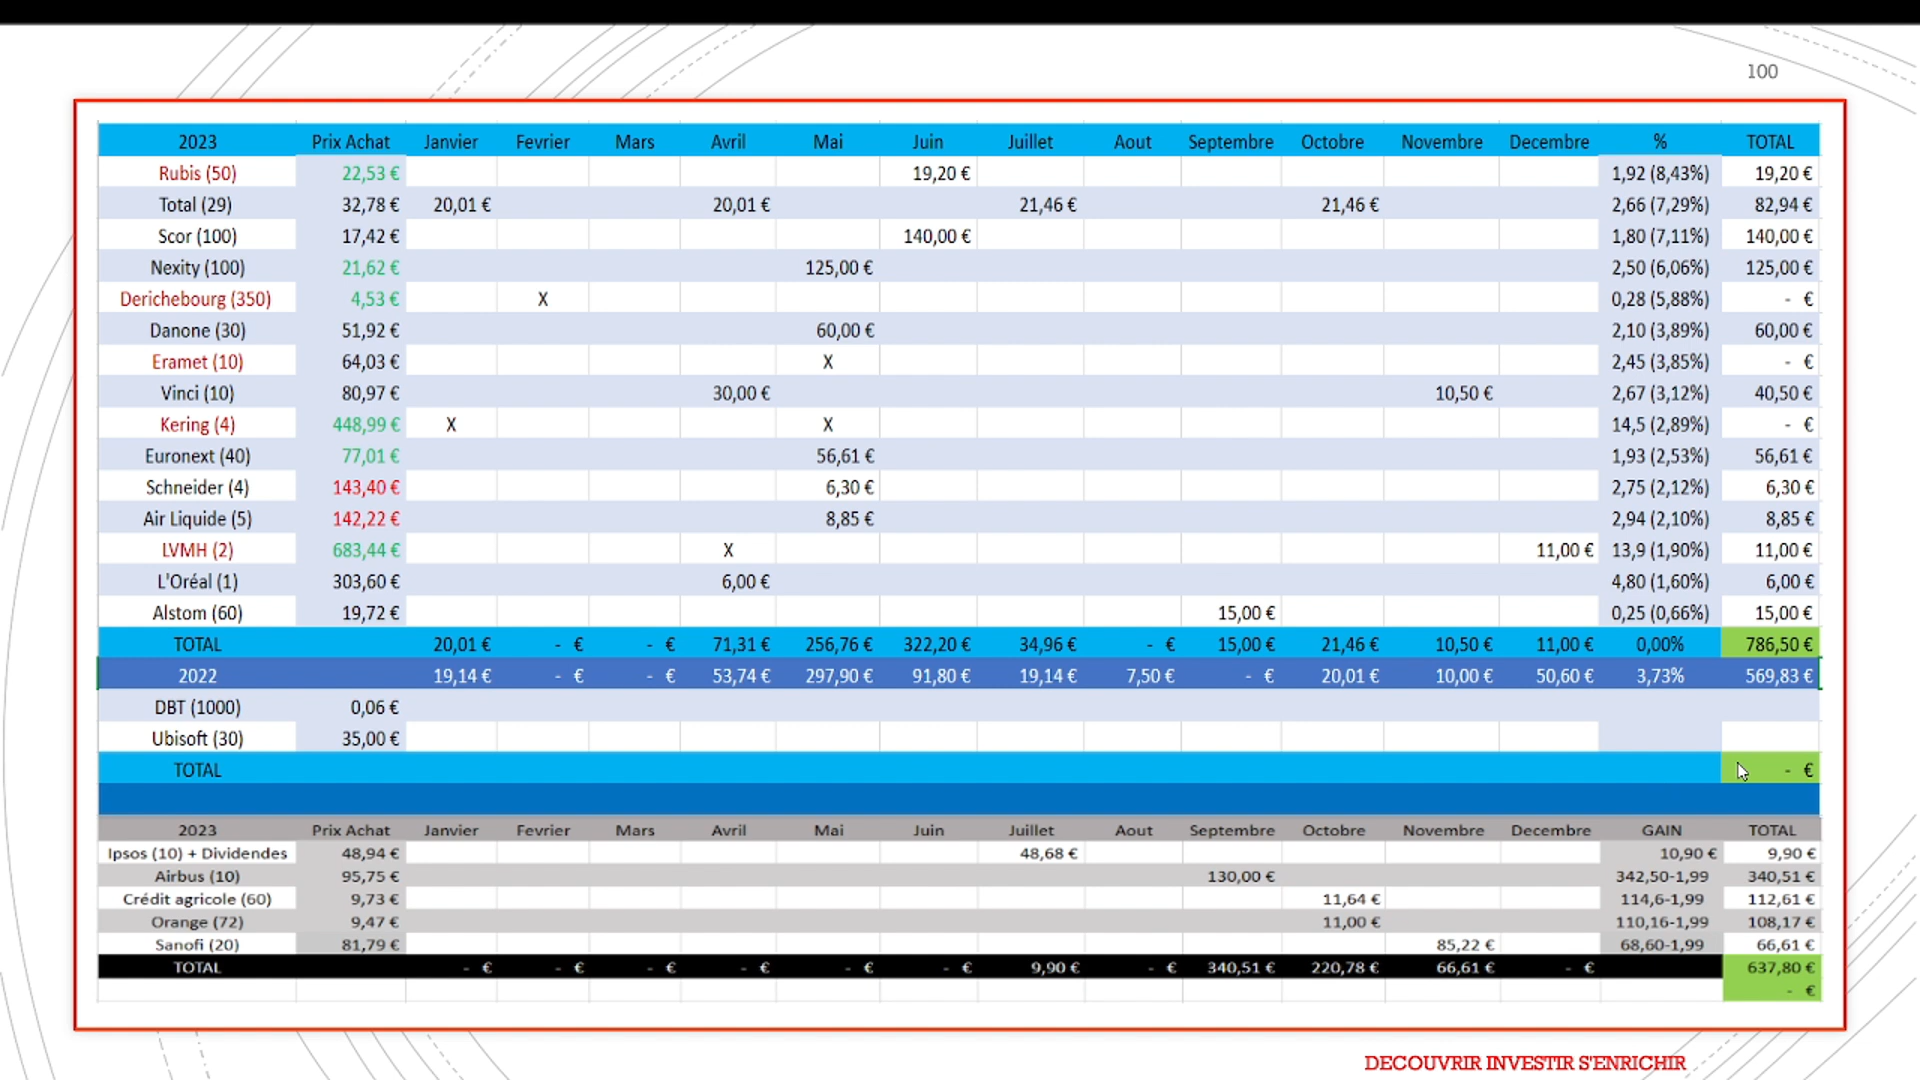 100
2023 Prix Achat Janvier Fevrier Mars Avril Mai Juin Juillet Aout Septembre Octobre Novembre Decembre % TOTAL
Rubis (50) 22,53 € 19,20 € 1,92 (8,43%) 19,20 €
Total (29) 32,78 € 20,01 € 20,01 € 21,46 € 21,46 € 2,66 (7,29%) 82,94 €
Scor (100) 17,42 € 140,00 € 1,80 (7,11%) 140,00 €
Nexity (100) 21,62 € 125,00 € 2,50 (6,06%) 125,00 €
Derichebourg (350) 4,53 € X 0,28 (5,88%) - €
Danone (30) 51,92 € 60,00 € 2,10 (3,89%) 60,00 €
Eramet (10) 64,03 € X 2,45 (3,85%) - €
Vinci (10) 80,97 € 30,00 € 10,50 € 2,67 (3,12%) 40,50 €
Kering (4) 448,99 € X X 14,5 (2,89%) - €
Euronext (40) 77,01 € 56,61 € 1,93 (2,53%) 56,61 €
Schneider (4) 143,40 € 6,30 € 2,75 (2,12%) 6,30 €
Air Liquide (5) 142,22 € 8,85 € 2,94 (2,10%) 8,85 €
LVMH (2) 683,44 € X 11,00 € 13,9 (1,90%) 11,00 €
L'Oréal (1) 303,60 € 6,00 € 4,80 (1,60%) 6,00 €
Alstom (60) 19,72 € 15,00 € 0,25 (0,66%) 15,00 €
TOTAL 20,01 € - € - € 71,31 € 256,76 € 322,20 € 34,96 € - € 15,00 € 21,46 € 10,50 € 11,00 € 0,00% 786,50 €
2022 19,14 € - € - € 53,74 € 297,90 € 91,80 € 19,14 € 7,50 € - € 20,01 € 10,00 € 50,60 € 3,73% 569,83 €
DBT (1000) 0,06 €
Ubisoft (30) 35,00 €
TOTAL - €
2023 Prix Achat Janvier Fevrier Mars Avril Mai Juin Juillet Aout Septembre Octobre Novembre Decembre GAIN TOTAL
Ipsos (10) + Dividendes 48,94 € 48,68 € 10,90 € 9,90 €
Airbus (10) 95,75 € 130,00 € 342,50-1,99 340,51 €
Crédit agricole (60) 9,73 € 11,64 € 114,6-1,99 112,61 €
Orange (72) 9,47 € 11,00 € 110,16-1,99 108,17 €
Sanofi (20) 81,79 € 85,22 € 68,60-1,99 66,61 €
TOTAL - € - € - € - € - € - € 9,90 € - € 340,51 € 220,78 € 66,61 € - € 637,80 €
- €
DECOUVRIR INVESTIR S'ENRICHIR